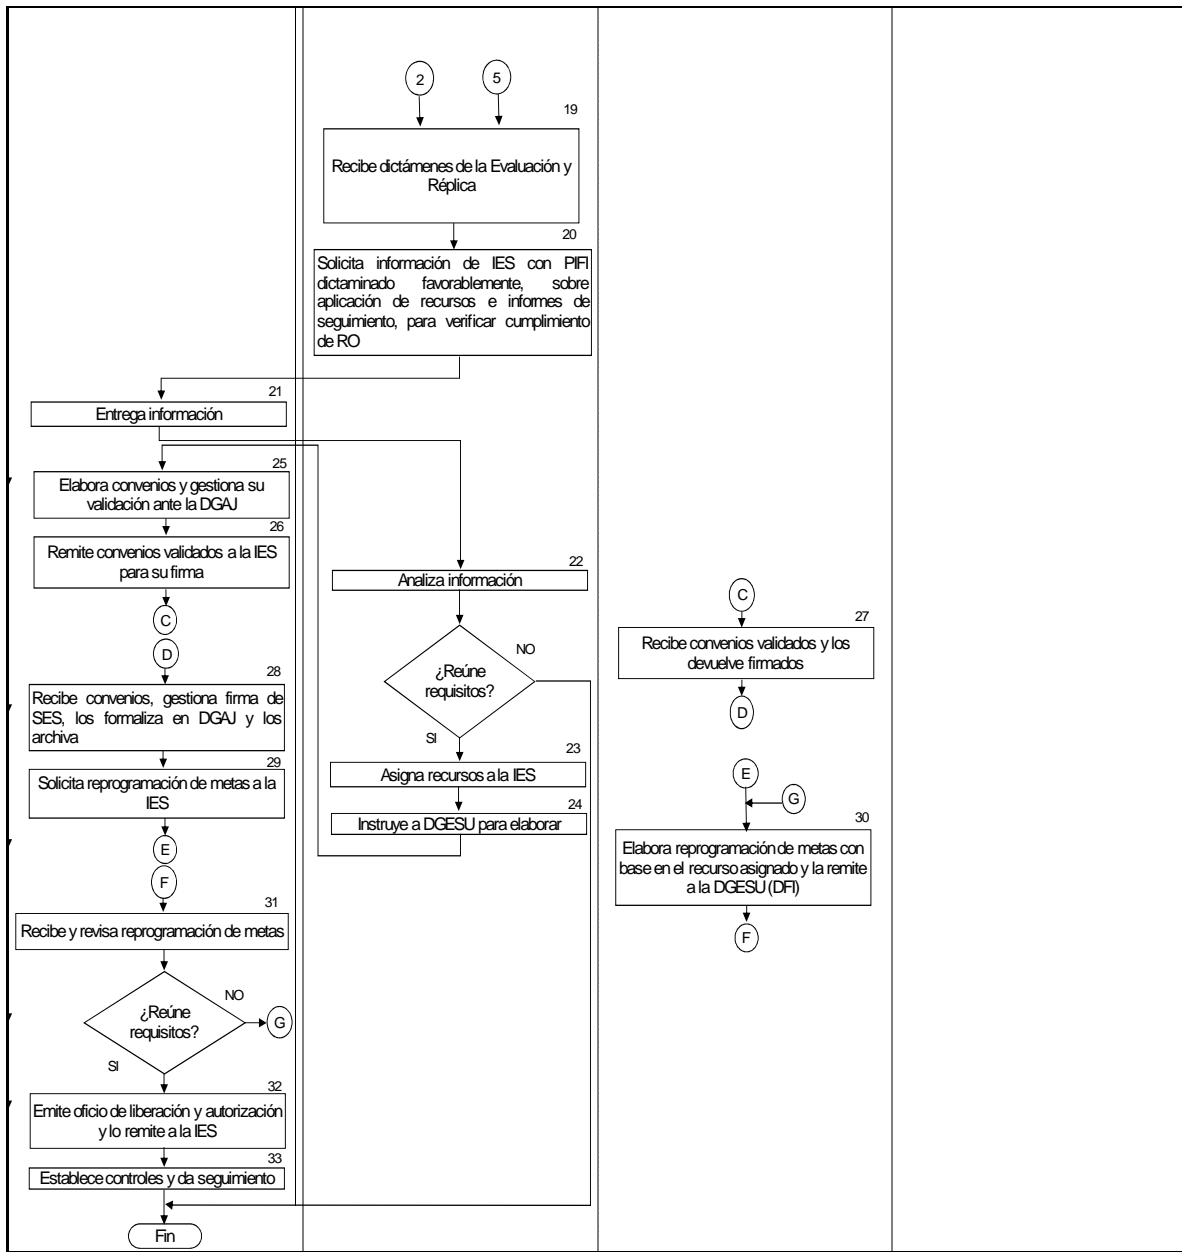 2
5
19
Recibe dictámenes de la Evaluación y
Réplica
20
Solicita información de IES con PIFI
dictaminado favorablemente, sobre
aplicación de recursos e informes de
seguimiento, para verificar cumplimiento
de RO
21
Entrega información
25
Elabora convenios y gestiona su
validación ante la DGAJ
26
Remite convenios validados a la IES
para su firma
C
D
28
Recibe convenios, gestiona firma de
SES, los formaliza en DGAJ y los
archiva
29
Solicita reprogramación de metas a la
IES
E
F
31
Recibe y revisa reprogramación de metas
¿Reúne
requisitos?
NO
G
SI
32
Emite oficio de liberación y autorización
y lo remite a la IES
33
Establece controles y da seguimiento
Fin
22
Analiza información
¿Reúne
requisitos?
NO
SI
23
Asigna recursos a la IES
24
Instruye a DGESU para elaborar
C
27
Recibe convenios validados y los
devuelve firmados
D
E
G
30
Elabora reprogramación de metas con
base en el recurso asignado y la remite
a la DGESU (DFI)
F